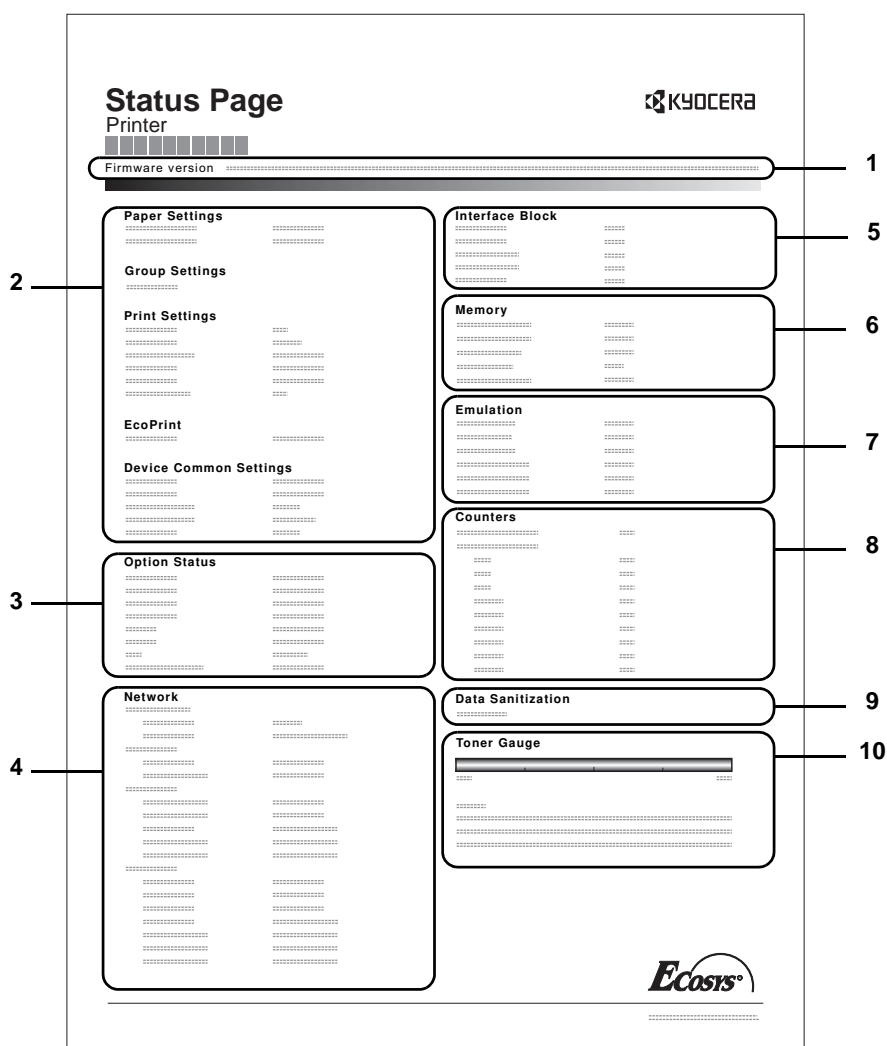 Status Page
KYOCERA
Printer
Firmware version
1
Paper Settings
Group Settings
Print Settings
EcoPrint
Device Common Settings
2
Option Status
3
Network
4
Interface Block
5
Memory
6
Emulation
7
Counters
8
Data Sanitization
9
Toner Gauge
10
ECOSYS